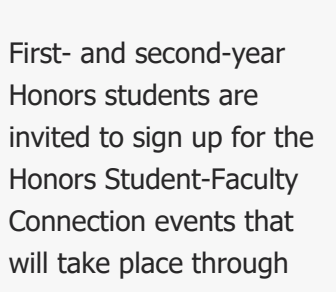 First- and second-year
Honors students are
invited to sign up for the
Honors Student-Faculty
Connection events that
will take place through